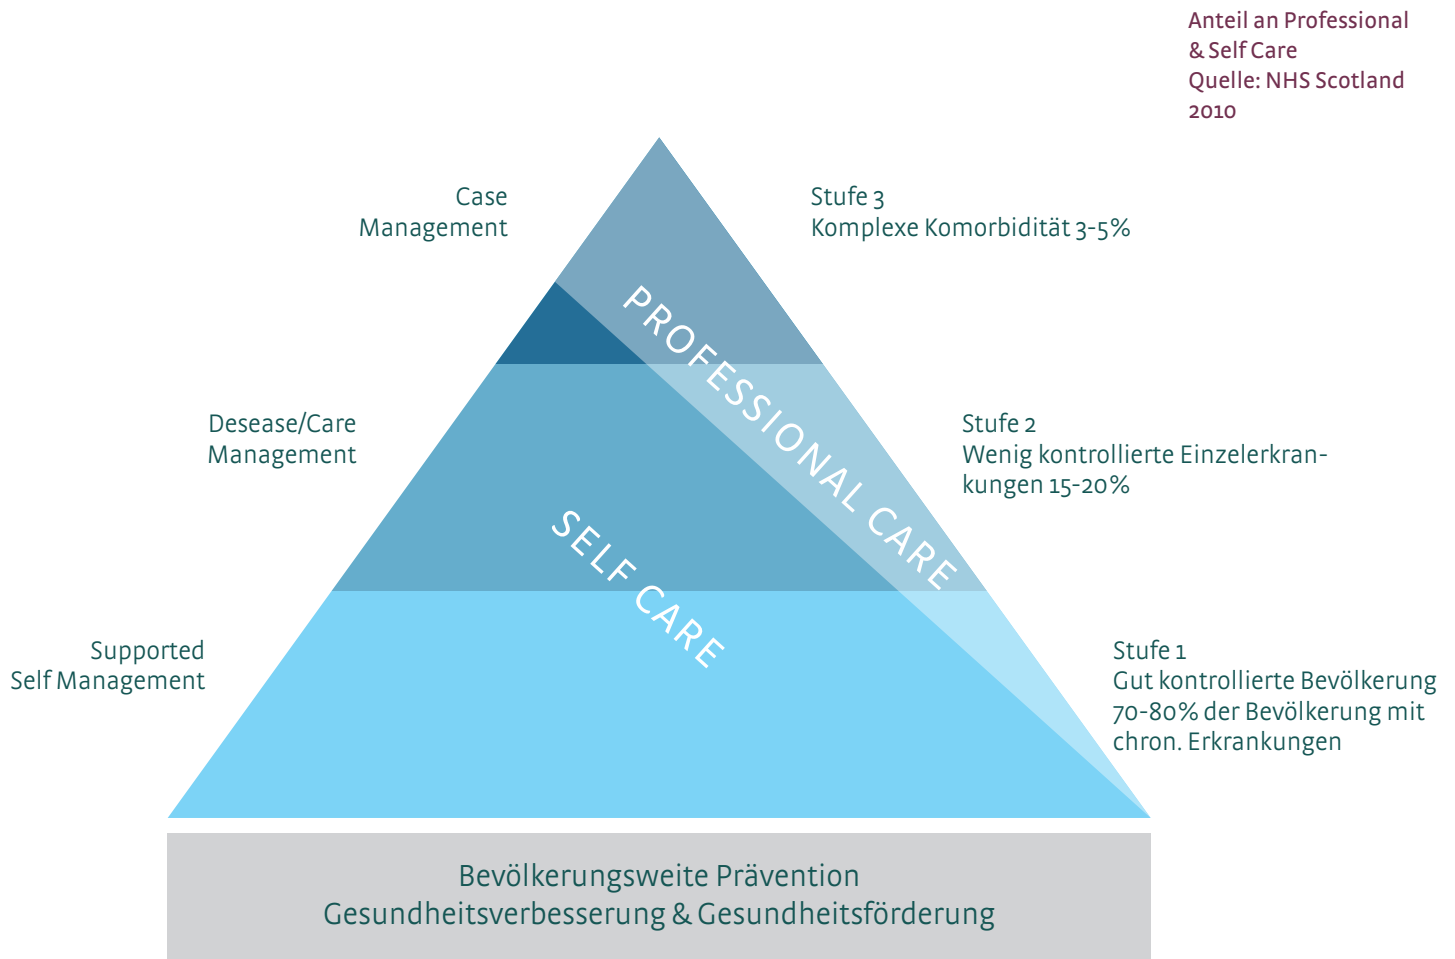 Anteil an Professional
& Self Care
Quelle: NHS Scotland
2010
Case
Management
Stufe 3
Komplexe Komorbidität 3-5%
PROFESSIONAL CARE
Desease/Care
Management
Stufe 2
Wenig kontrollierte Einzelerkran-
kungen 15-20%
SELF CARE
Supported
Self Management
Stufe 1
Gut kontrollierte Bevölkerung
70-80% der Bevölkerung mit
chron. Erkrankungen
Bevölkerungsweite Prävention
Gesundheitsverbesserung & Gesundheitsförderung